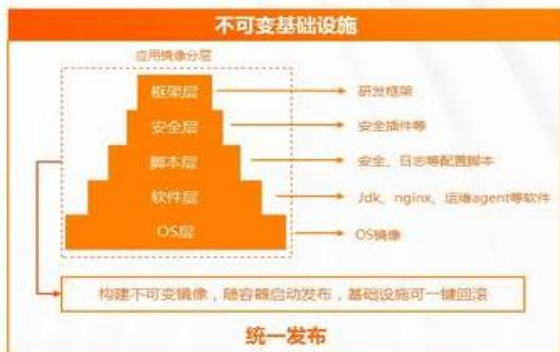 不可变基础设施
应用镜像分层
框架层
研发框架
安全层
安全插件等
脚本层
安全、日志等配置脚本
软件层
Jdk、nginx、运维agent等软件
OS层
OS镜像
构建不可变镜像，随容器启动发布，基础设施可一键回滚
统一发布